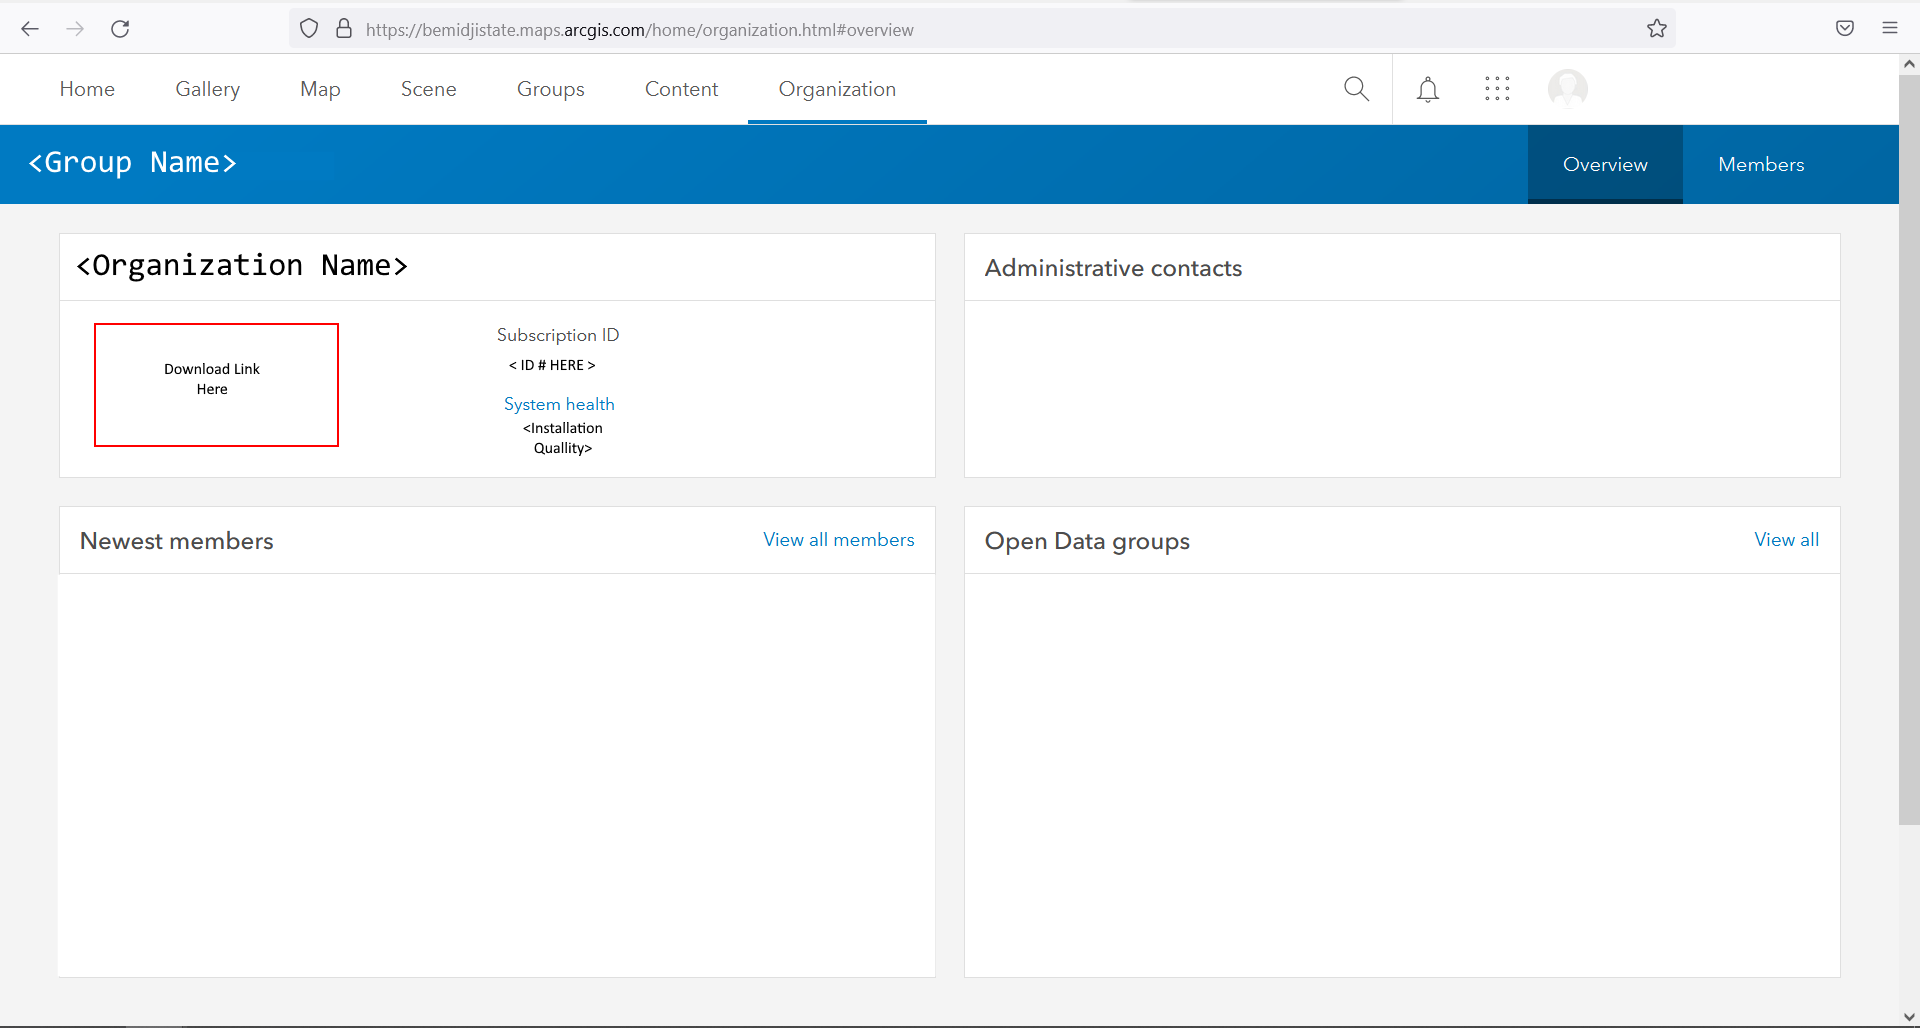 https://bemidjistate.maps.arcgis.com/home/organization.html#overview
Home Gallery Map Scene Groups Content Organization
<Group Name>
Overview Members
<Organization Name>
Administrative contacts
Download Link
Here
Subscription ID
< ID # HERE >
System health
<Installation
Quallity>
Newest members View all members
Open Data groups View all